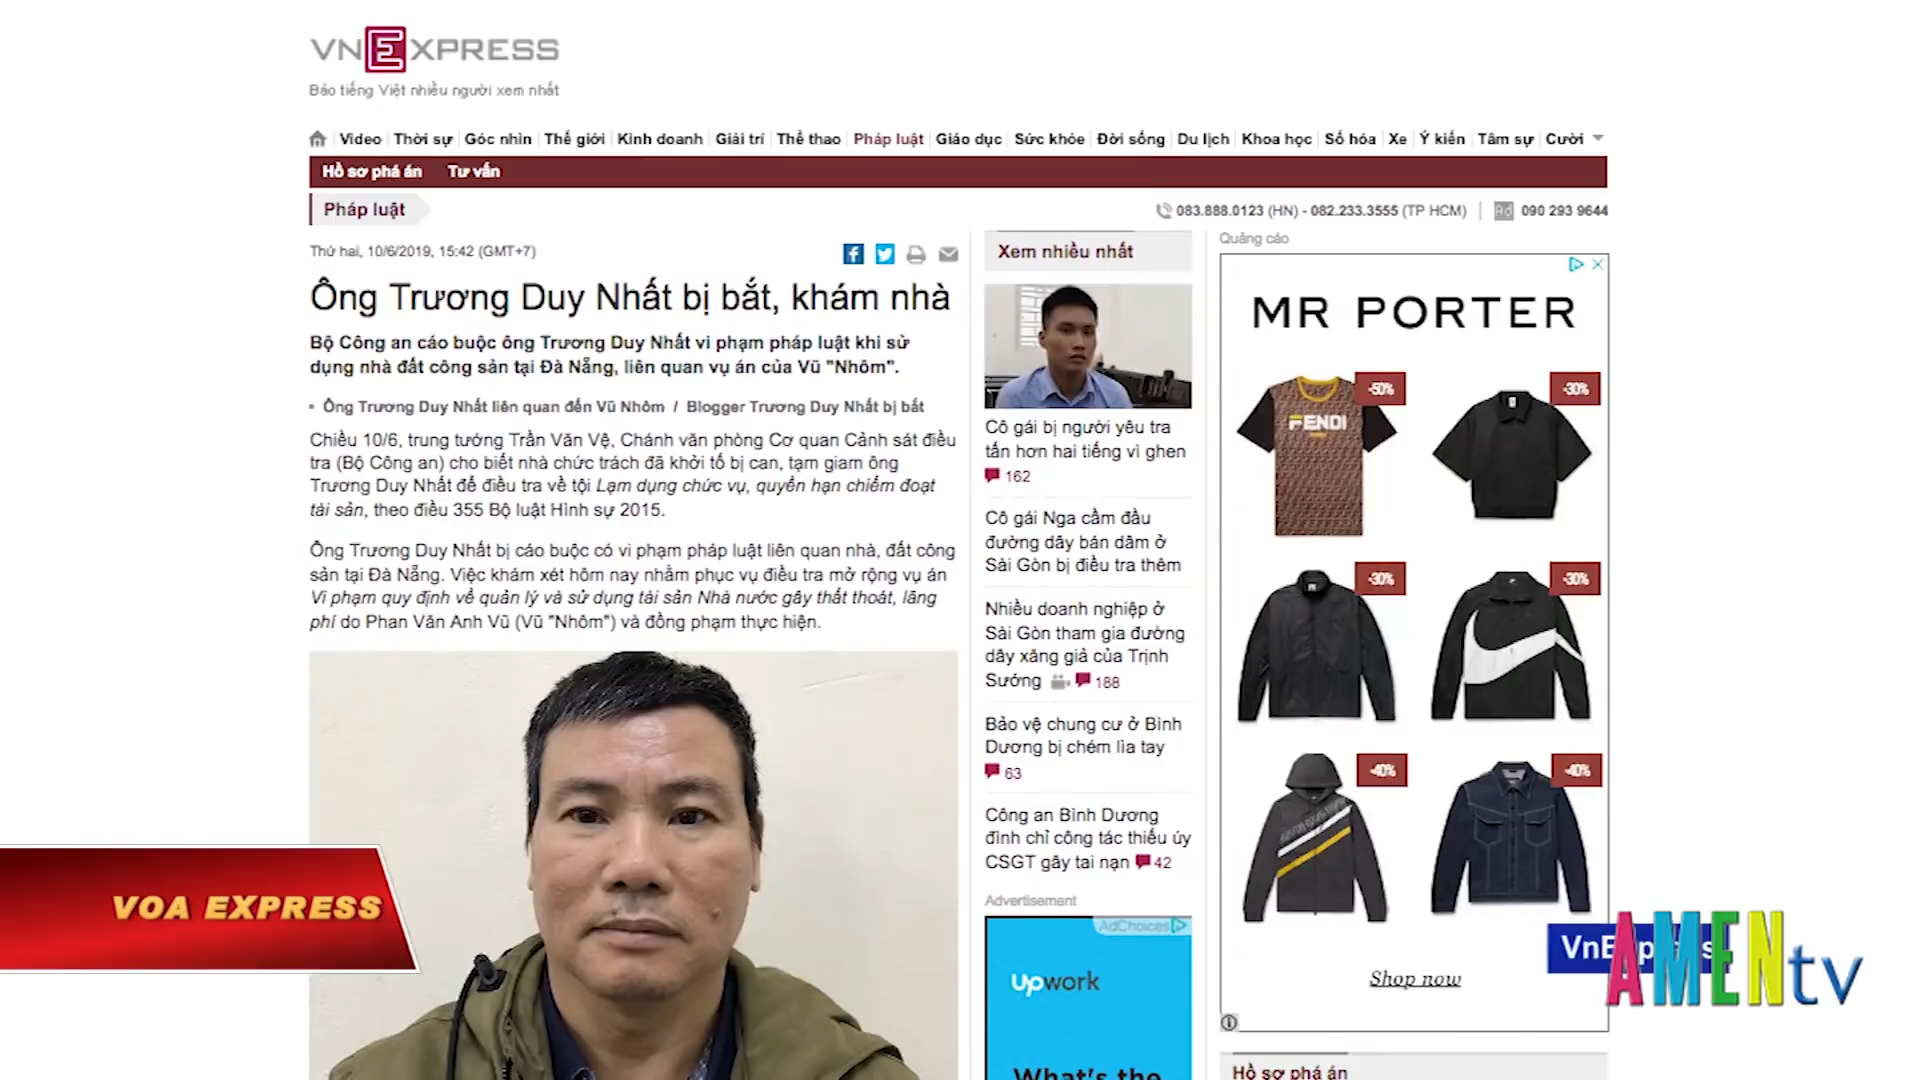 VNEXPRESS
Báo tiếng Việt nhiều người xem nhất
Video Thời sự Góc nhìn Thế giới Kinh doanh Giải trí Thể thao Pháp luật Giáo dục Sức khỏe Đời sống Du lịch Khoa học Số hóa Xe Ý kiến Tâm sự Cười
Hồ sơ phá án Tư vấn
Pháp luật
083.888.0123 (HN) - 082.233.3555 (TP HCM) Ad 090 293 9644
Thứ hai, 10/6/2019, 15:42 (GMT+7)
Ông Trương Duy Nhất bị bắt, khám nhà
Bộ Công an cáo buộc ông Trương Duy Nhất vi phạm pháp luật khi sử
dụng nhà đất công sản tại Đà Nẵng, liên quan vụ án của Vũ "Nhôm".
Ông Trương Duy Nhất liên quan đến Vũ Nhôm / Blogger Trương Duy Nhất bị bắt
Chiều 10/6, trung tướng Trần Văn Vệ, Chánh văn phòng Cơ quan Cảnh sát điều
tra (Bộ Công an) cho biết nhà chức trách đã khởi tố bị can, tạm giam ông
Trương Duy Nhất để điều tra về tội Lạm dụng chức vụ, quyền hạn chiếm đoạt
tài sản, theo điều 355 Bộ luật Hình sự 2015.
Ông Trương Duy Nhất bị cáo buộc có vi phạm pháp luật liên quan nhà, đất công
sản tại Đà Nẵng. Việc khám xét hôm nay nhằm phục vụ điều tra mở rộng vụ án
Vi phạm quy định về quản lý và sử dụng tài sản Nhà nước gây thất thoát, lãng
phí do Phan Văn Anh Vũ (Vũ "Nhôm") và đồng phạm thực hiện.
Xem nhiều nhất
Cô gái bị người yêu tra
tấn hơn hai tiếng vì ghen
162
Cô gái Nga cầm đầu
đường dây bán dâm ở
Sài Gòn bị điều tra thêm
Nhiều doanh nghiệp ở
Sài Gòn tham gia đường
dây xăng giả của Trịnh
Sướng 188
Bảo vệ chung cư ở Bình
Dương bị chém lìa tay
63
Công an Bình Dương
đình chỉ công tác thiếu úy
CSGT gây tai nạn 42
Advertisement
AdChoices
upwork
What's the
Quảng cáo
MR PORTER
-50% -30%
FENDI
-30% -30%
-40% -40%
Shop now
Hồ sơ phá án
VOA EXPRESS
VnExpress
AMENtv